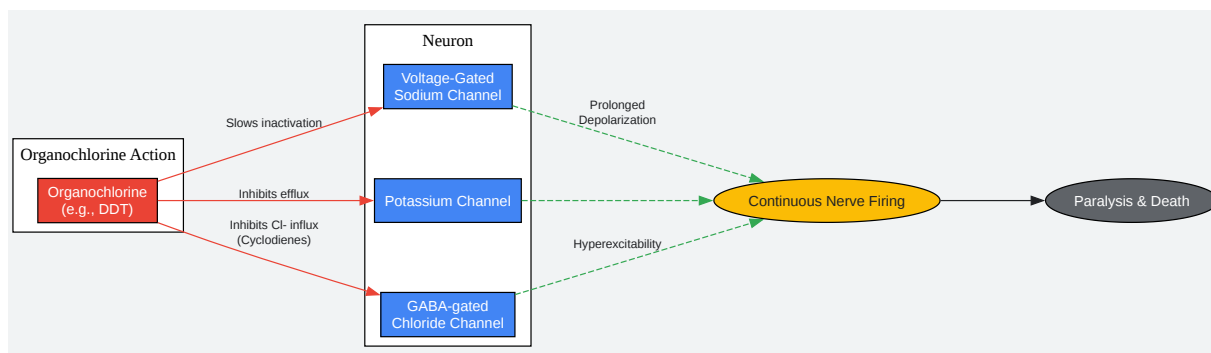 Organochlorine Action
Organochlorine
(e.g., DDT)
Slows inactivation
Inhibits efflux
Inhibits Cl- influx
(Cyclodienes)
Neuron
Voltage-Gated
Sodium Channel
Potassium Channel
GABA-gated
Chloride Channel
Prolonged
Depolarization
Hyperexcitability
Continuous Nerve Firing
Paralysis & Death